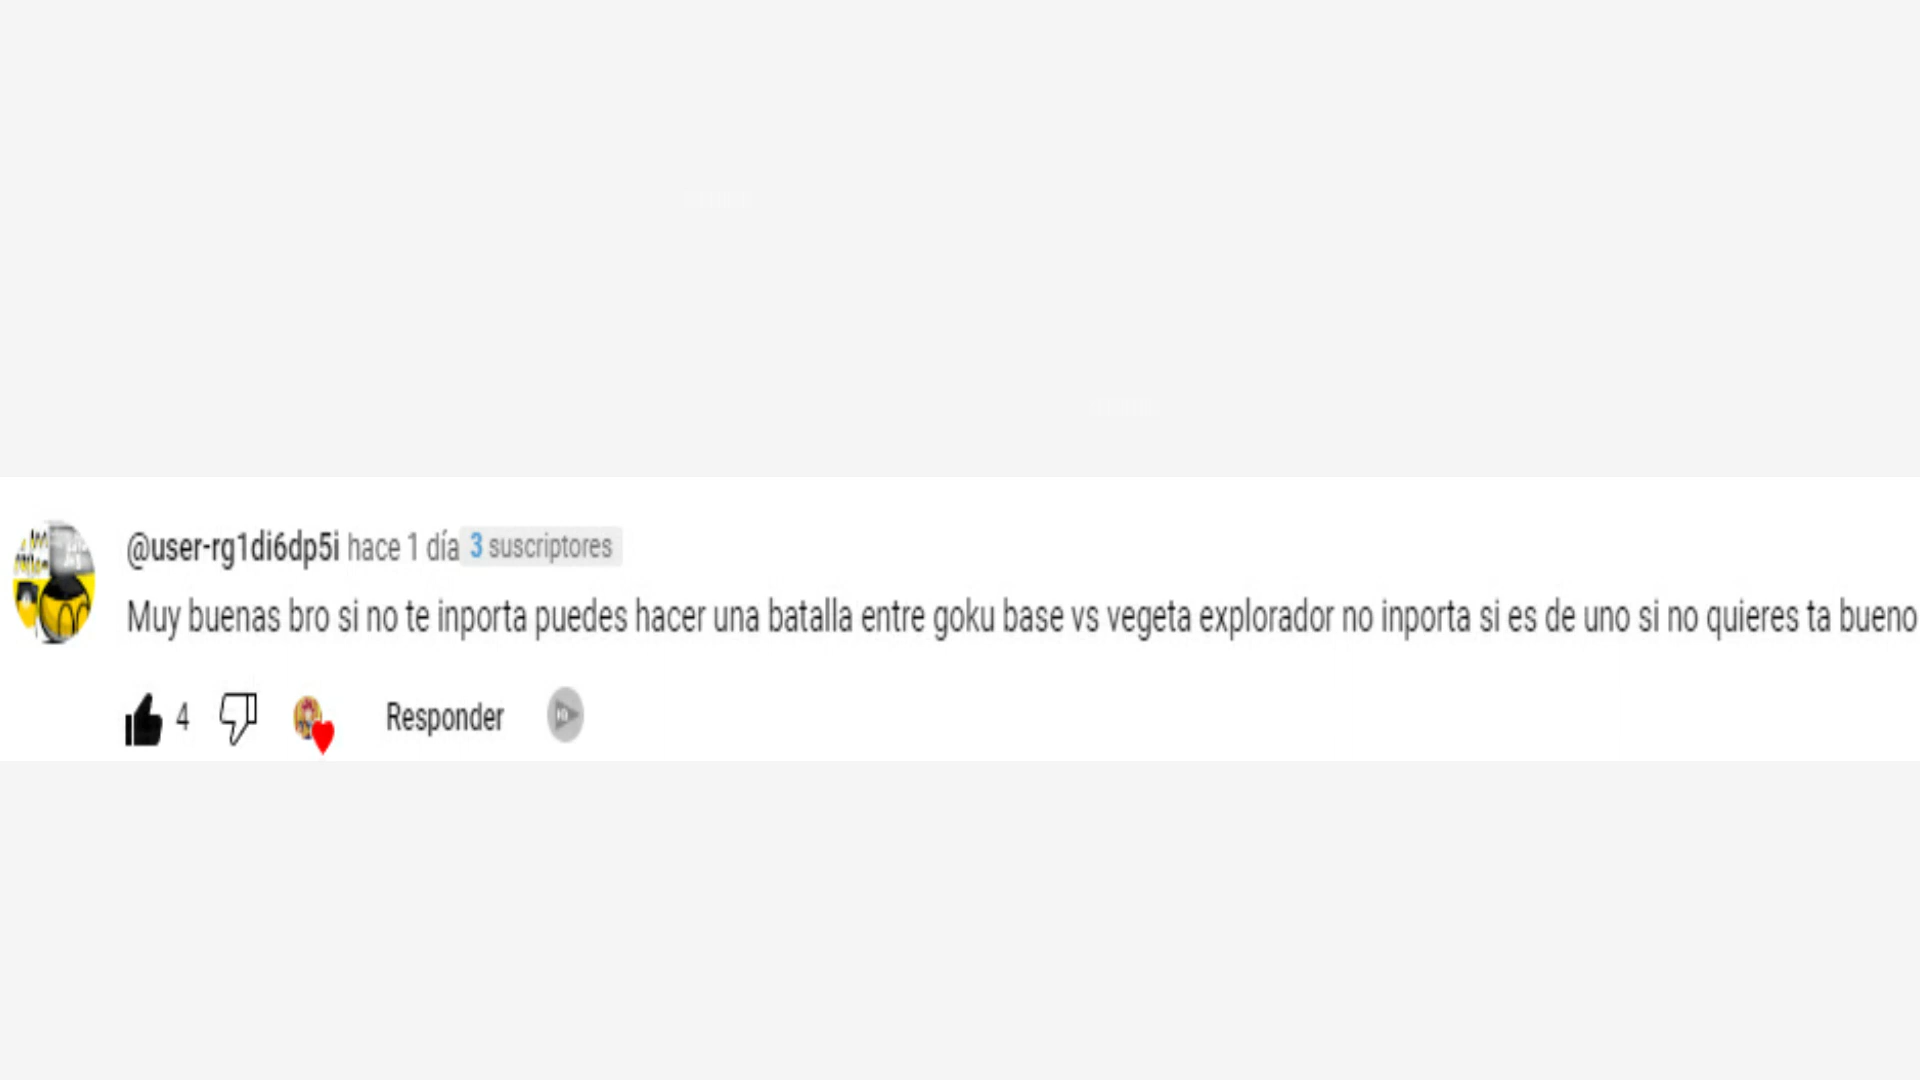 @user-rg1di6dp5i hace 1 día 3 suscriptores
Muy buenas bro si no te inporta puedes hacer una batalla entre goku base vs vegeta explorador no inporta si es de uno si no quieres ta bueno
4 Responder